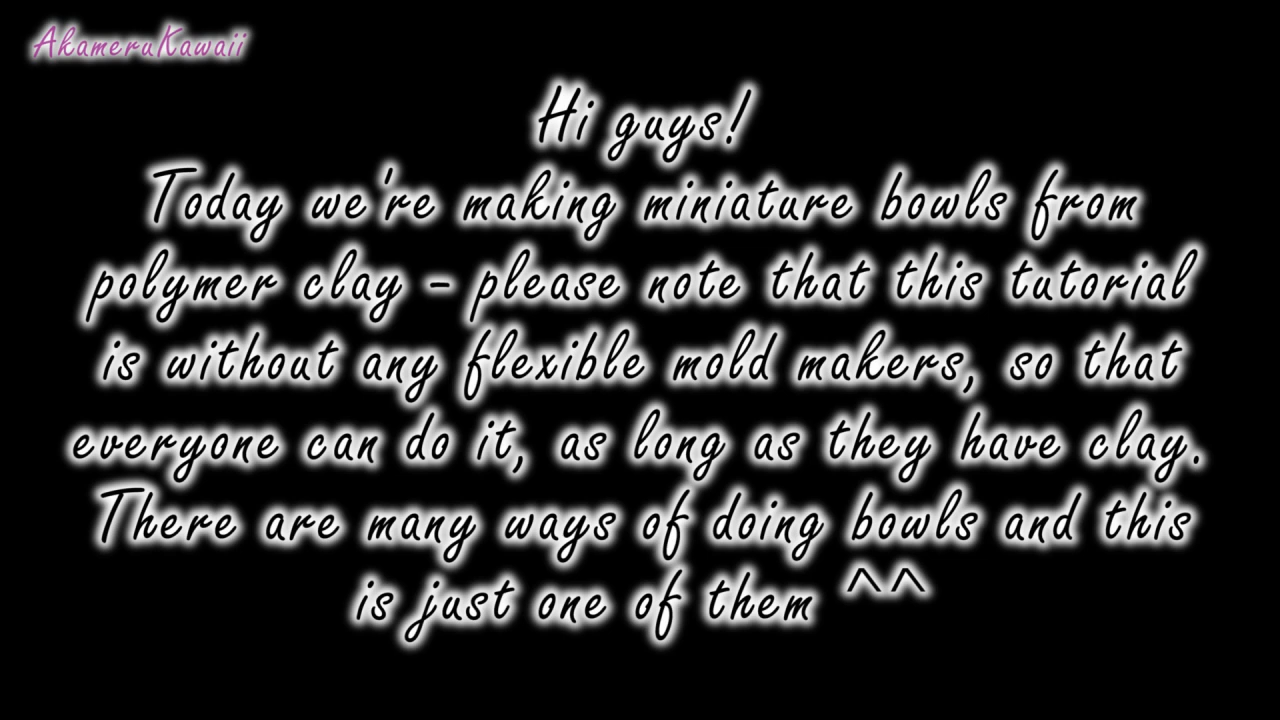 AkameruKawaii
Hi guys!
Today we're making miniature bowls from
polymer clay - please note that this tutorial
is without any flexible mold makers, so that
everyone can do it, as long as they have clay.
There are many ways of doing bowls and this
is just one of them ^^